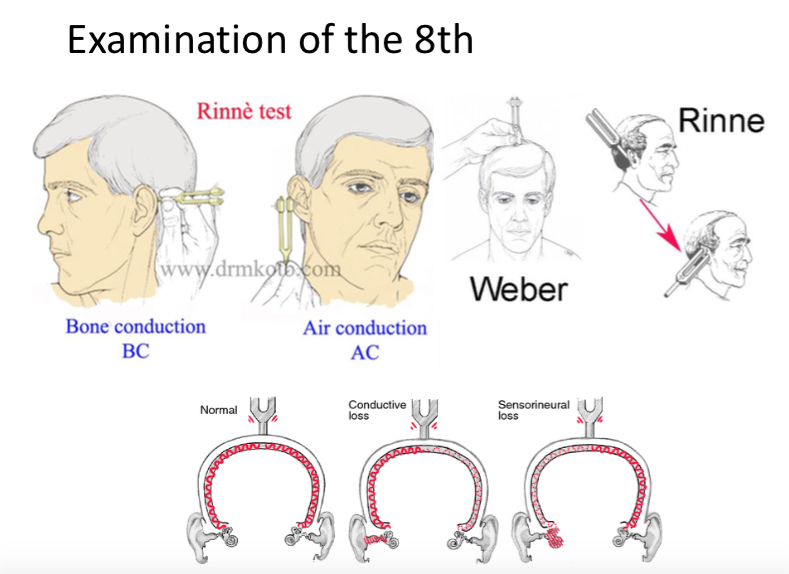 Examination of the 8th
Rinnè test
www.drmkotb.com
Bone conduction
BC
Air conduction
AC
Weber
Rinne
Normal
Conductive
loss
Sensorineural
loss